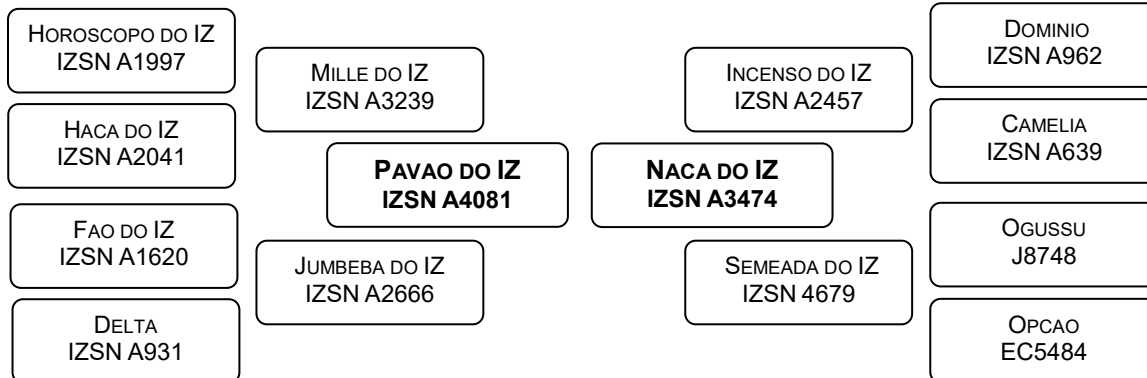 HOROSCOPO DO IZ
IZSN A1997
HACA DO IZ
IZSN A2041
FAO DO IZ
IZSN A1620
DELTA
IZSN A931
MILLE DO IZ
IZSN A3239
JUMBEBA DO IZ
IZSN A2666
PAVAO DO IZ
IZSN A4081
NACA DO IZ
IZSN A3474
INCENSO DO IZ
IZSN A2457
SEMEADA DO IZ
IZSN 4679
DOMINIO
IZSN A962
CAMELIA
IZSN A639
OGUSSU
J8748
OPCAO
EC5484